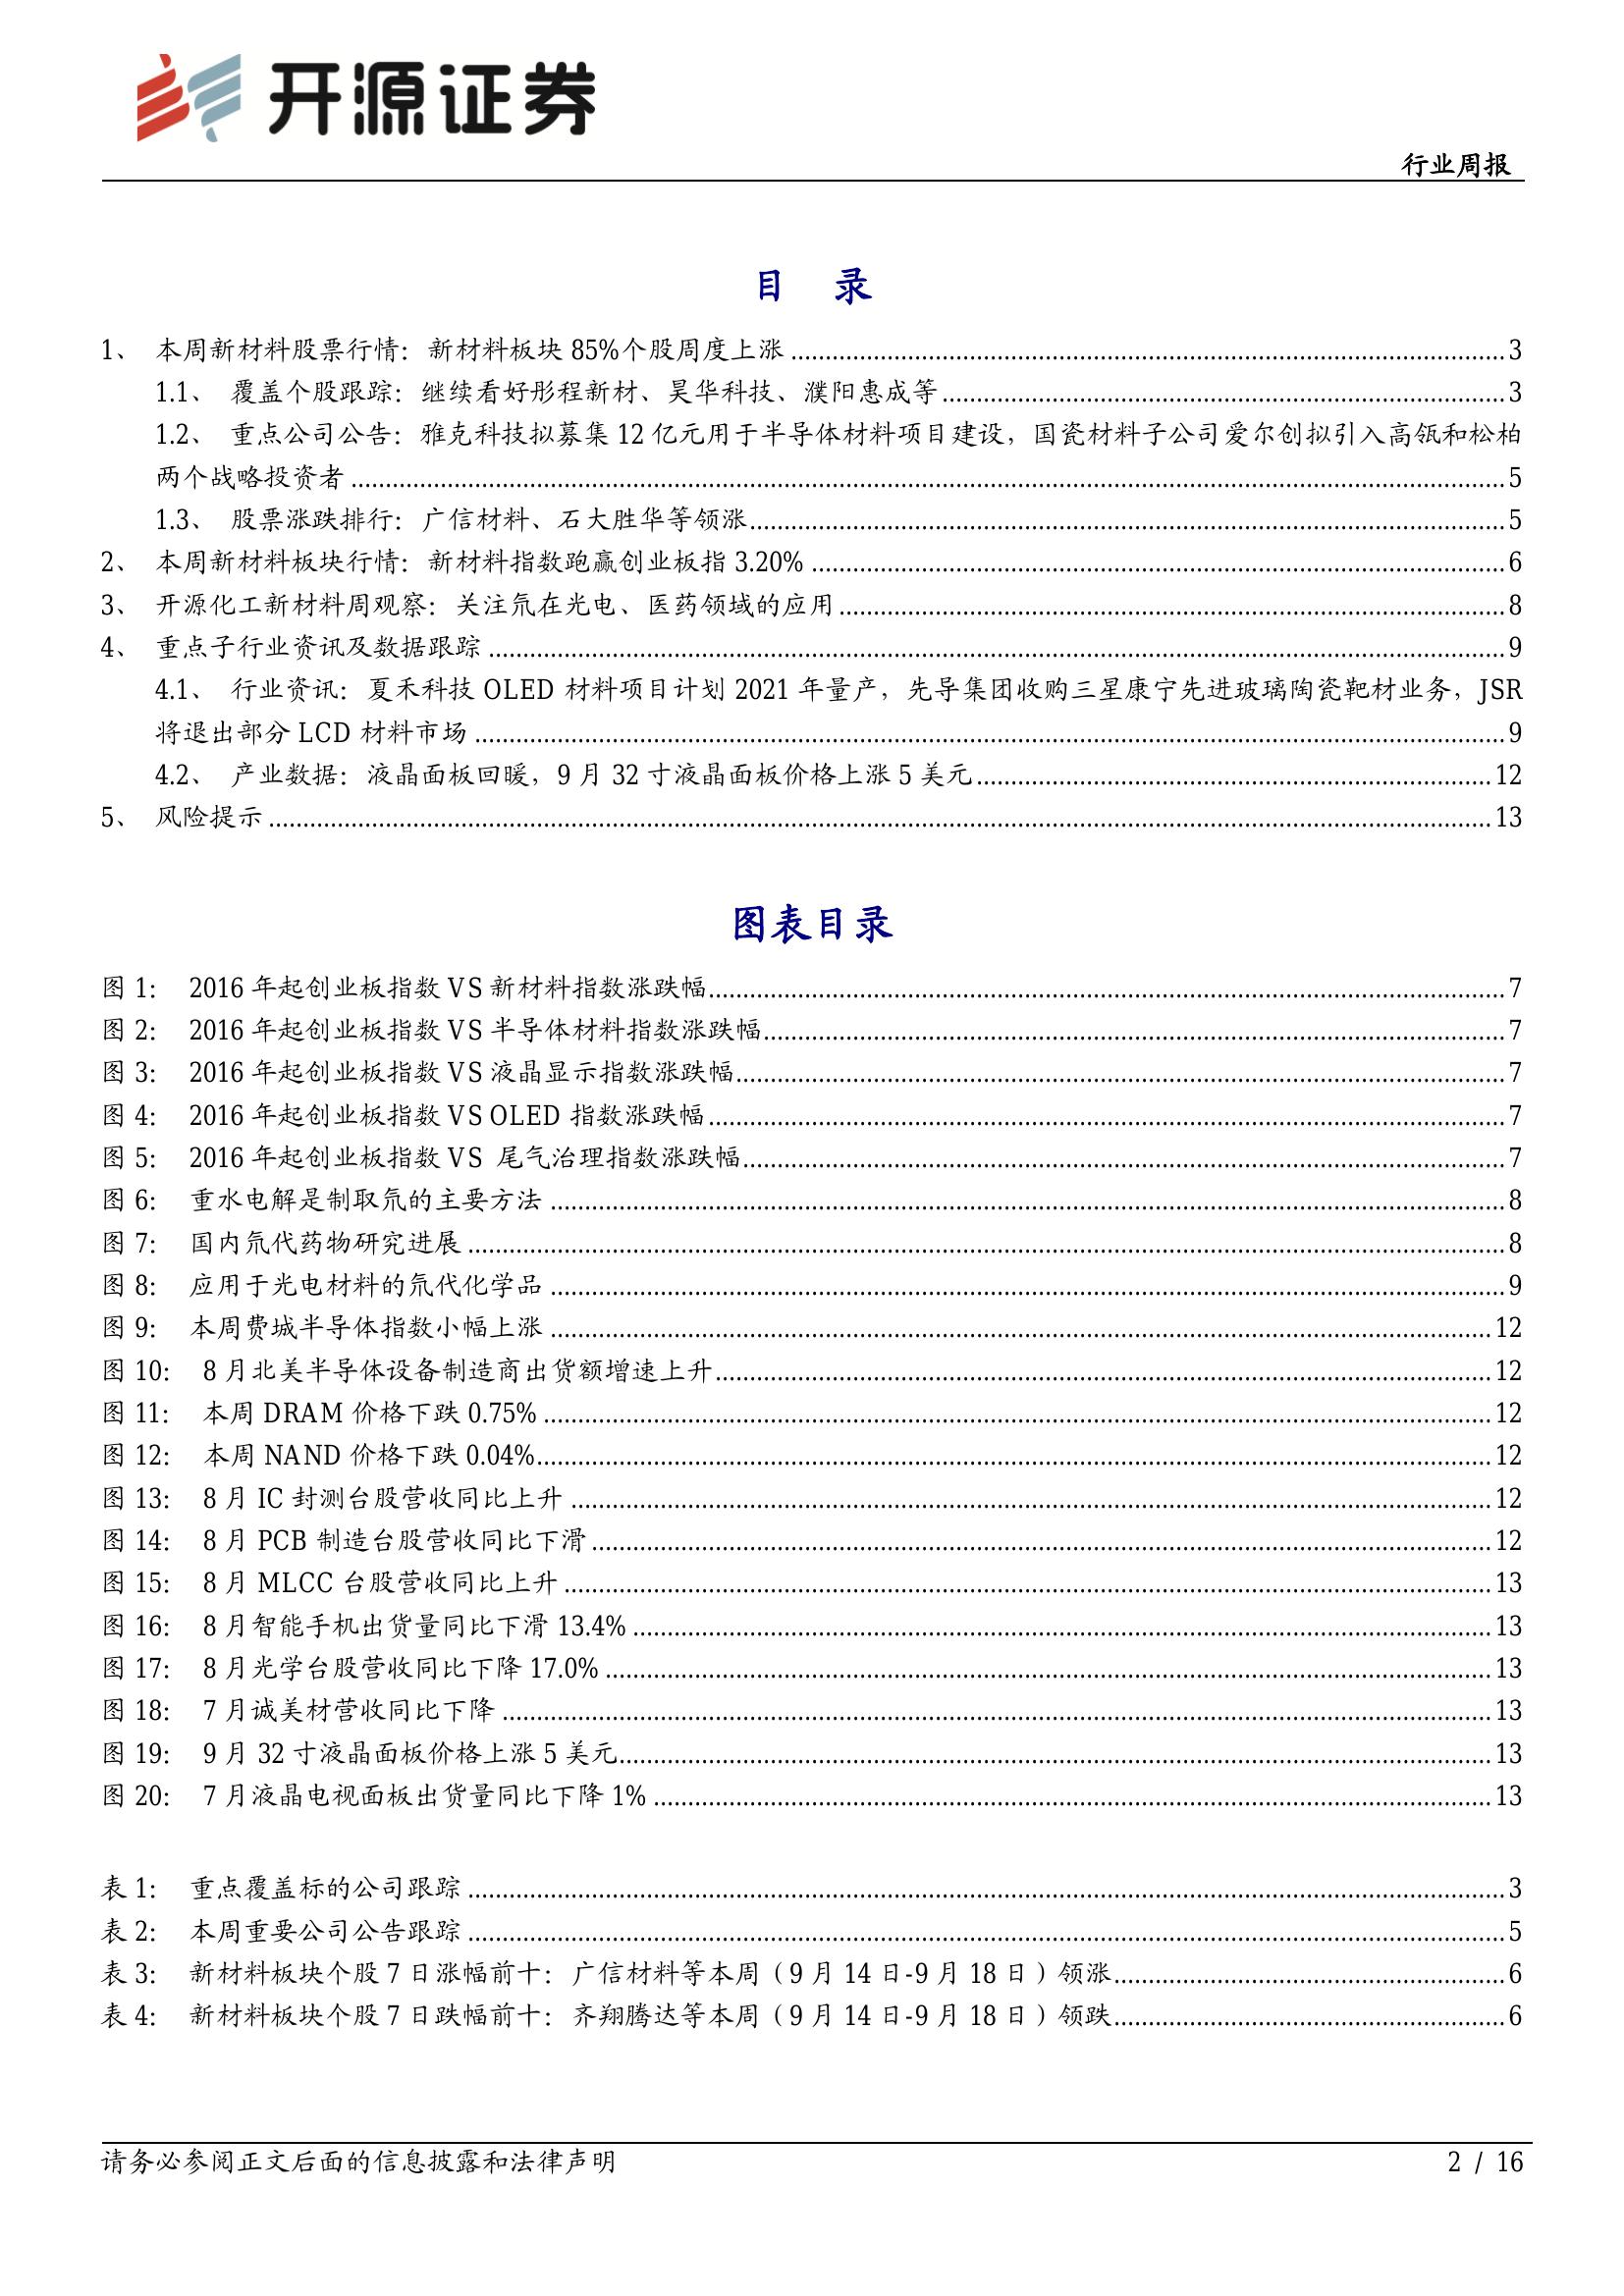 开源证券
行业周报
目 录
1、 本周新材料股票行情：新材料板块 85%个股周度上涨 ........ 3
1.1、 覆盖个股跟踪：继续看好彤程新材、昊华科技、濮阳惠成等 ........ 3
1.2、 重点公司公告：雅克科技拟募集 12 亿元用于半导体材料项目建设，国瓷材料子公司爱尔创拟引入高瓴和松柏
两个战略投资者 ........ 5
1.3、 股票涨跌排行：广信材料、石大胜华等领涨 ........ 5
2、 本周新材料板块行情：新材料指数跑赢创业板指 3.20% ........ 6
3、 开源化工新材料周观察：关注氘在光电、医药领域的应用 ........ 8
4、 重点子行业资讯及数据跟踪 ........ 9
4.1、 行业资讯：夏禾科技 OLED 材料项目计划 2021 年量产，先导集团收购三星康宁先进玻璃陶瓷靶材业务，JSR
将退出部分 LCD 材料市场 ........ 9
4.2、 产业数据：液晶面板回暖，9 月 32 寸液晶面板价格上涨 5 美元 ........ 12
5、 风险提示 ........ 13
图表目录
图 1： 2016 年起创业板指数 VS 新材料指数涨跌幅 ........ 7
图 2： 2016 年起创业板指数 VS 半导体材料指数涨跌幅 ........ 7
图 3： 2016 年起创业板指数 VS 液晶显示指数涨跌幅 ........ 7
图 4： 2016 年起创业板指数 VS OLED 指数涨跌幅 ........ 7
图 5： 2016 年起创业板指数 VS 尾气治理指数涨跌幅 ........ 7
图 6： 重水电解是制取氘的主要方法 ........ 8
图 7： 国内氘代药物研究进展 ........ 8
图 8： 应用于光电材料的氘代化学品 ........ 9
图 9： 本周费城半导体指数小幅上涨 ........ 12
图 10： 8 月北美半导体设备制造商出货额增速上升 ........ 12
图 11： 本周 DRAM 价格下跌 0.75% ........ 12
图 12： 本周 NAND 价格下跌 0.04% ........ 12
图 13： 8 月 IC 封测台股营收同比上升 ........ 12
图 14： 8 月 PCB 制造台股营收同比下滑 ........ 12
图 15： 8 月 MLCC 台股营收同比上升 ........ 13
图 16： 8 月智能手机出货量同比下滑 13.4% ........ 13
图 17： 8 月光学台股营收同比下降 17.0% ........ 13
图 18： 7 月诚美材营收同比下降 ........ 13
图 19： 9 月 32 寸液晶面板价格上涨 5 美元 ........ 13
图 20： 7 月液晶电视面板出货量同比下降 1% ........ 13
表 1： 重点覆盖标的公司跟踪 ........ 3
表 2： 本周重要公司公告跟踪 ........ 5
表 3： 新材料板块个股 7 日涨幅前十：广信材料等本周（9 月 14 日-9 月 18 日）领涨 ........ 6
表 4： 新材料板块个股 7 日跌幅前十：齐翔腾达等本周（9 月 14 日-9 月 18 日）领跌 ........ 6
请务必参阅正文后面的信息披露和法律声明
2 / 16